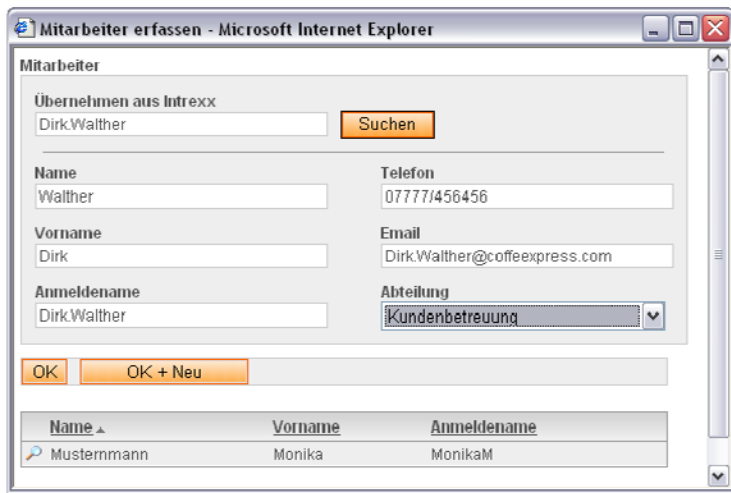 Mitarbeiter erfassen - Microsoft Internet Explorer
Mitarbeiter
Übernehmen aus Intrexx
Dirk.Walther Suchen
Name Telefon
Walther 07777/456456
Vorname Email
Dirk Dirk.Walther@coffeexpress.com
Anmeldename Abteilung
Dirk.Walther Kundenbetreuung
OK OK + Neu
Name Vorname Anmeldename
Musternmann Monika MonikaM